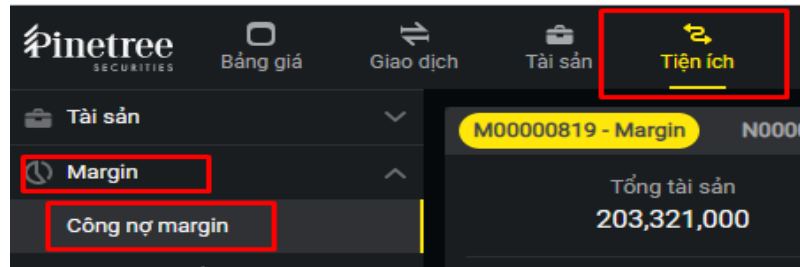 Pinetree
SECURITIES
Bảng giá
Giao dịch
Tài sản
Tiện ích
Tài sản
M00000819 - Margin
N0000
Margin
Tổng tài sản
203,321,000
Công nợ margin